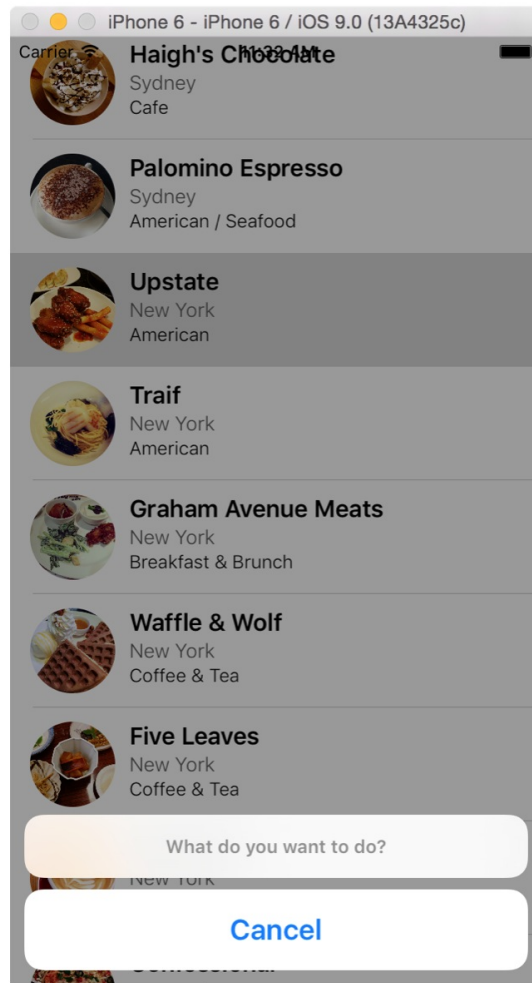 iPhone 6 - iPhone 6 / iOS 9.0 (13A4325c)
Carrier
Haigh's Chocolate
Sydney
Cafe
Palomino Espresso
Sydney
American / Seafood
Upstate
New York
American
Traif
New York
American
Graham Avenue Meats
New York
Breakfast & Brunch
Waffle & Wolf
New York
Coffee & Tea
Five Leaves
New York
Coffee & Tea
What do you want to do?
New York
Cancel
Confessional